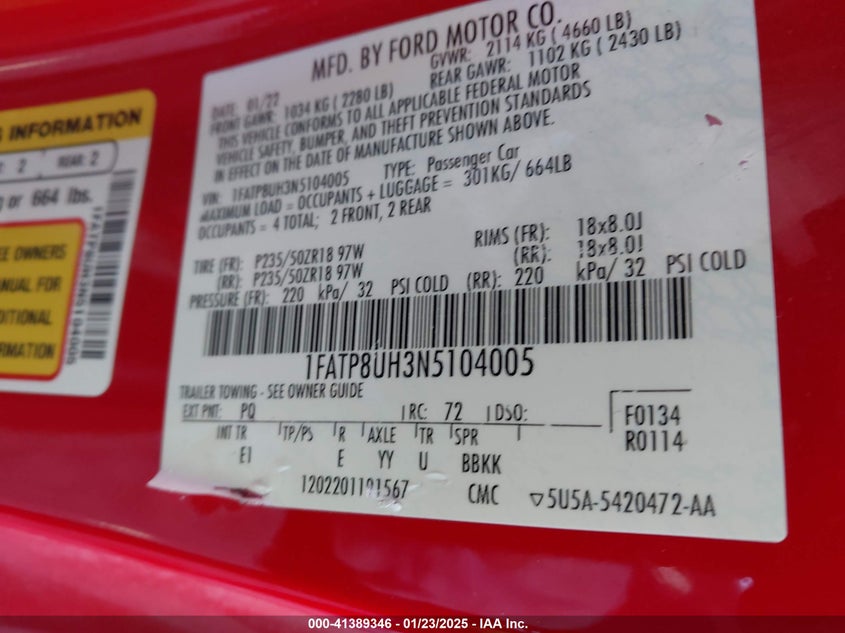 MFD. BY FORD MOTOR CO.
DATE: 01/22 GVWR: 2114 KG ( 4660 LB)
FRONT GAWR: 1034 KG ( 2280 LB) REAR GAWR: 1102 KG ( 2430 LB)
THIS VEHICLE CONFORMS TO ALL APPLICABLE FEDERAL MOTOR
VEHICLE SAFETY, BUMPER, AND THEFT PREVENTION STANDARDS
IN EFFECT ON THE DATE OF MANUFACTURE SHOWN ABOVE.
VIN: 1FATP8UH3N5104005 TYPE: Passenger Car
MAXIMUM LOAD = OCCUPANTS + LUGGAGE = 301KG/ 664LB
OCCUPANTS = 4 TOTAL; 2 FRONT, 2 REAR
TIRE (FR): P235/50ZR18 97W RIMS (FR): 18x8.0J
(RR): P235/50ZR18 97W (RR): 18x8.0J
PRESSURE (FR): 220 kPa/ 32 PSI COLD (RR): 220 kPa/ 32 PSI COLD
1FATP8UH3N5104005
TRAILER TOWING - SEE OWNER GUIDE
EXT PNT: PQ RC: 72 DSO:
F0134
R0114
INT TR TP/PS R AXLE TR SPR
EI E YY U BBKK
CMC ▽5U5A-5420472-AA
INFORMATION
2 REAR: 2
or 664 lbs.
OWNERS
FOR
1FATP8UH3N5104005
000-41389346 - 01/23/2025 - IAA Inc.